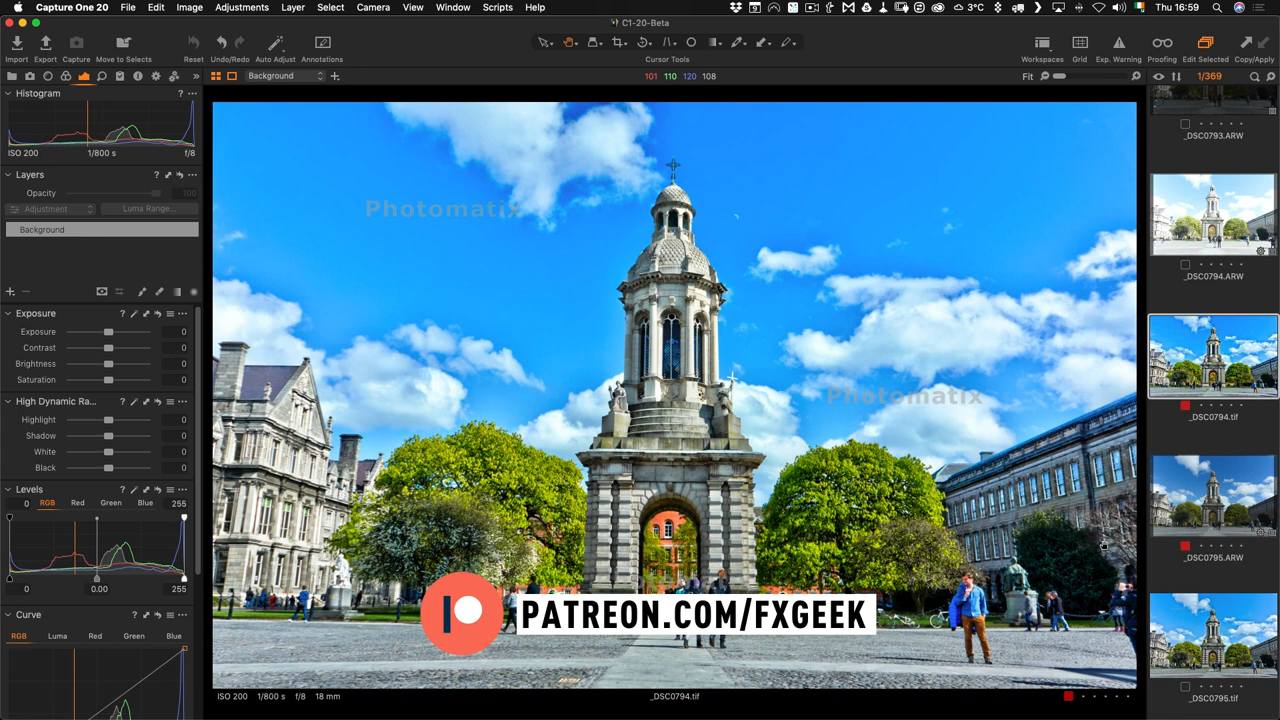 Capture One 20 File Edit Image Adjustments Layer Select Camera View Window Scripts Help 3°C Thu 16:59
C1-20-Beta
Import Export Capture Move to Selects Reset Undo/Redo Auto Adjust Annotations Cursor Tools Workspaces Grid Exp. Warning Proofing Edit Selected Copy/Apply
Background 101 110 120 108 Fit 1/369
Histogram
ISO 200 1/800 s f/8
Layers
Opacity 100
Adjustment Luma Range...
Background
Exposure
Exposure 0
Contrast 0
Brightness 0
Saturation 0
High Dynamic Ra...
Highlight 0
Shadow 0
White 0
Black 0
Levels
0 RGB Red Green Blue 255
0 0.00 255
Curve
RGB Luma Red Green Blue
Photomatix
Photomatix
PATREON.COM/FXGEEK
ISO 200 1/800 s f/8 18 mm _DSC0794.tif
_DSC0793.ARW
_DSC0794.ARW
_DSC0794.tif
_DSC0795.ARW
_DSC0795.tif